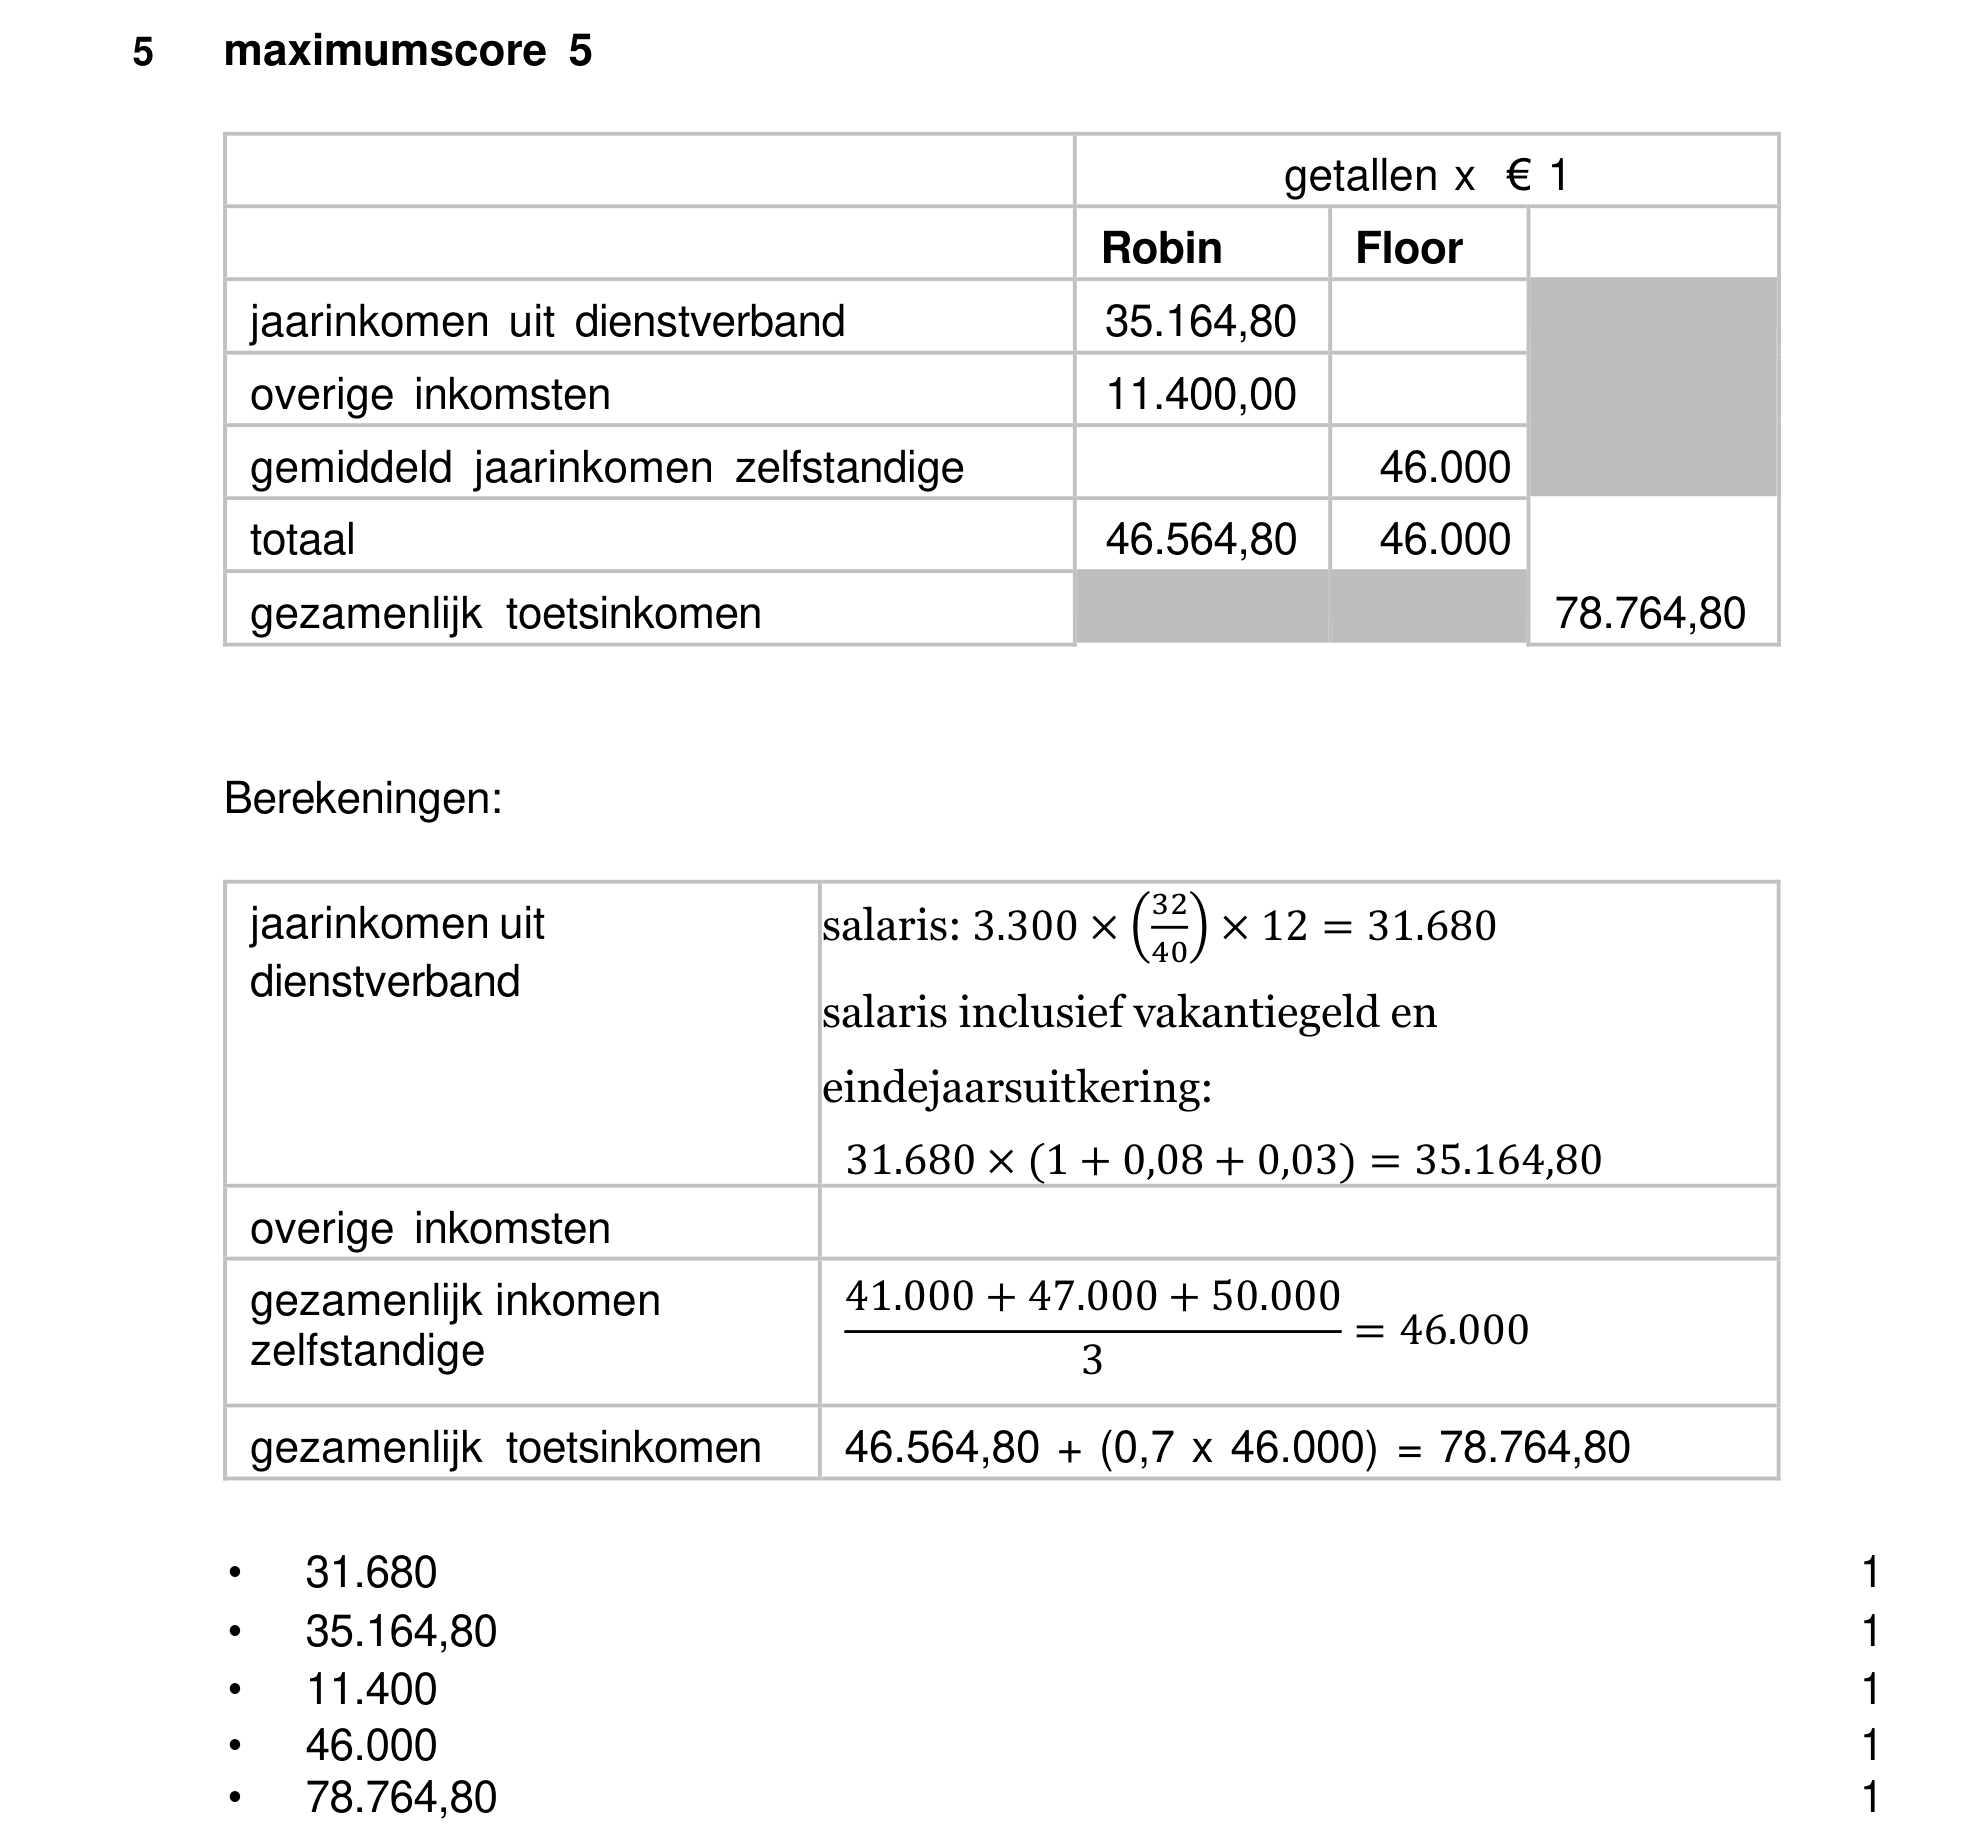 5 maximumscore 5
getallen x € 1
Robin Floor
jaarinkomen uit dienstverband 35.164,80
overige inkomsten 11.400,00
gemiddeld jaarinkomen zelfstandige 46.000
totaal 46.564,80 46.000
gezamenlijk toetsinkomen 78.764,80
Berekeningen:
jaarinkomen uit
dienstverband
salaris: 3.300 × (32/40) × 12 = 31.680
salaris inclusief vakantiegeld en
eindejaarsuitkering:
31.680 × (1 + 0,08 + 0,03) = 35.164,80
overige inkomsten
gezamenlijk inkomen
zelfstandige
41.000 + 47.000 + 50.000
3
= 46.000
gezamenlijk toetsinkomen 46.564,80 + (0,7 x 46.000) = 78.764,80
• 31.680 1
• 35.164,80 1
• 11.400 1
• 46.000 1
• 78.764,80 1